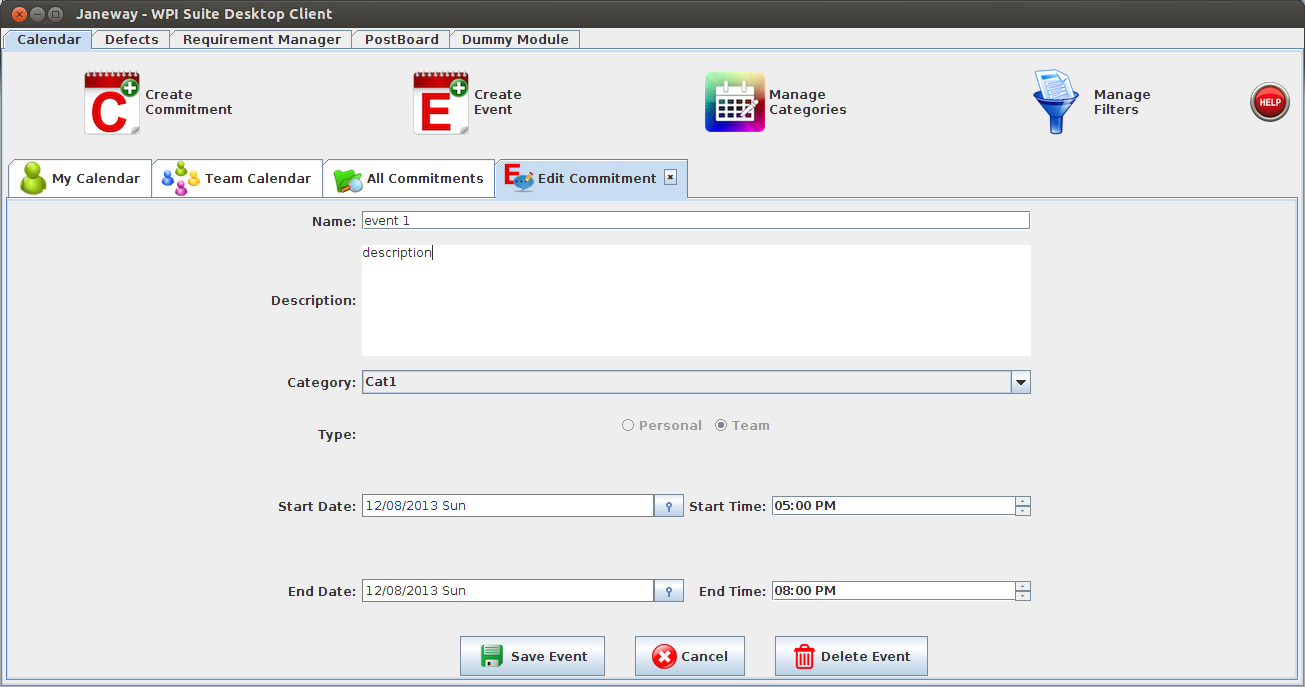 Janeway - WPI Suite Desktop Client
Calendar Defects Requirement Manager PostBoard Dummy Module
C Create Commitment
E Create Event
Manage Categories
Manage Filters
HELP
My Calendar Team Calendar All Commitments E Edit Commitment
Name: event 1
Description: description
Category: Cat1
Type: Personal Team
Start Date: 12/08/2013 Sun Start Time: 05:00 PM
End Date: 12/08/2013 Sun End Time: 08:00 PM
Save Event Cancel Delete Event